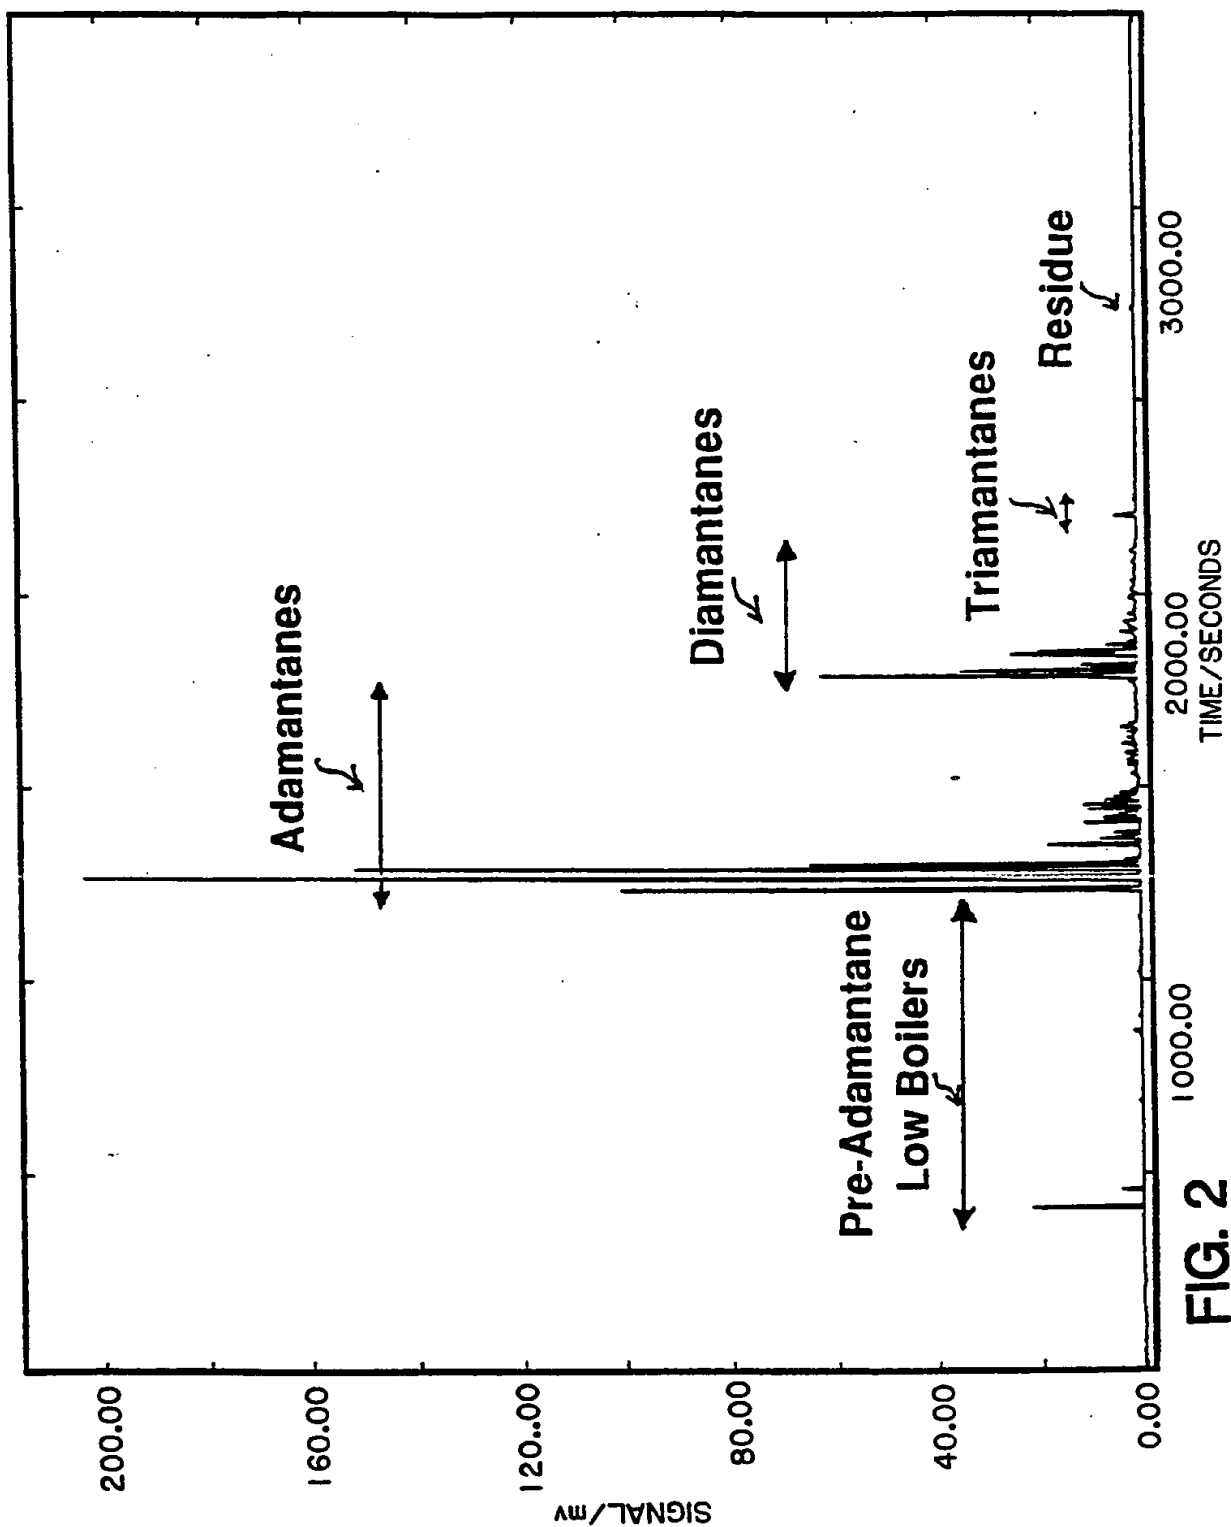 200.00
160.00
120..00
80.00
40.00
0.00
SIGNAL/mv
Adamantanes
Diamantanes
Triamantanes
Residue
Pre-Adamantane
Low Boilers
1000.00
2000.00
3000.00
TIME/SECONDS
FIG. 2